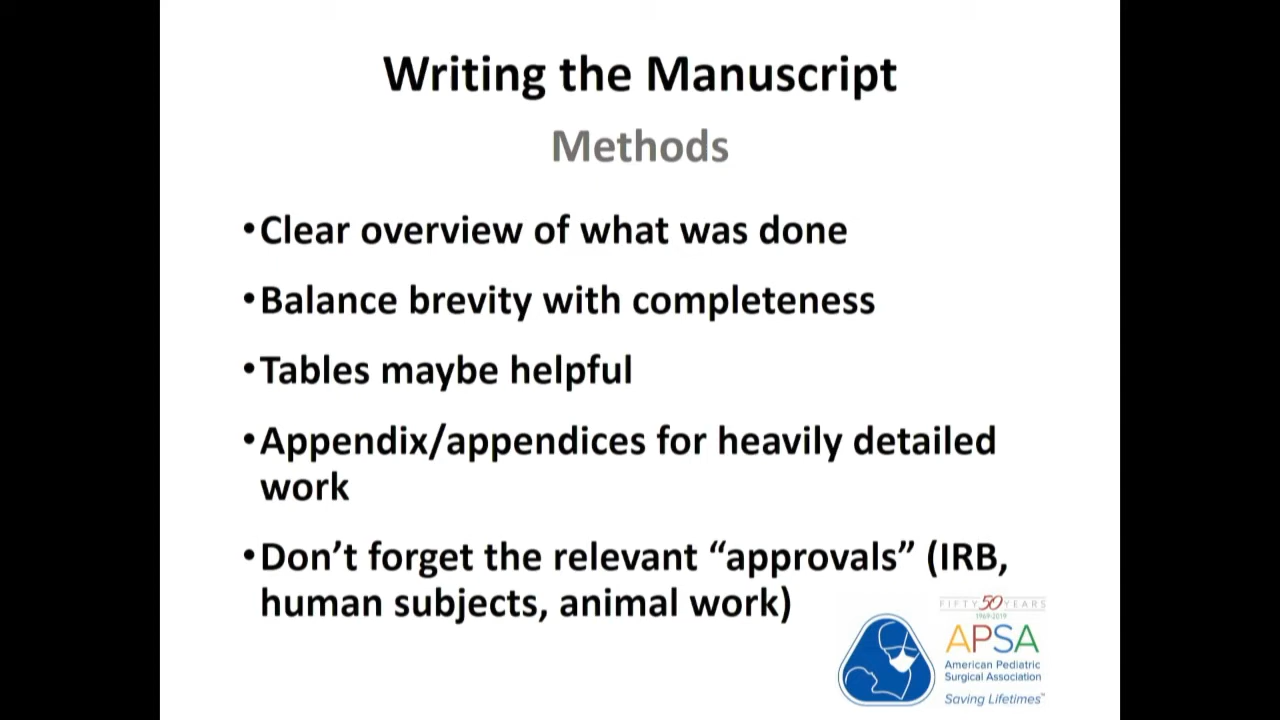 Writing the Manuscript
Methods
•Clear overview of what was done
•Balance brevity with completeness
•Tables maybe helpful
•Appendix/appendices for heavily detailed
work
•Don’t forget the relevant “approvals” (IRB,
human subjects, animal work)
FIFTY 50 YEARS
1969-2019
APSA
American Pediatric
Surgical Association
Saving Lifetimes™